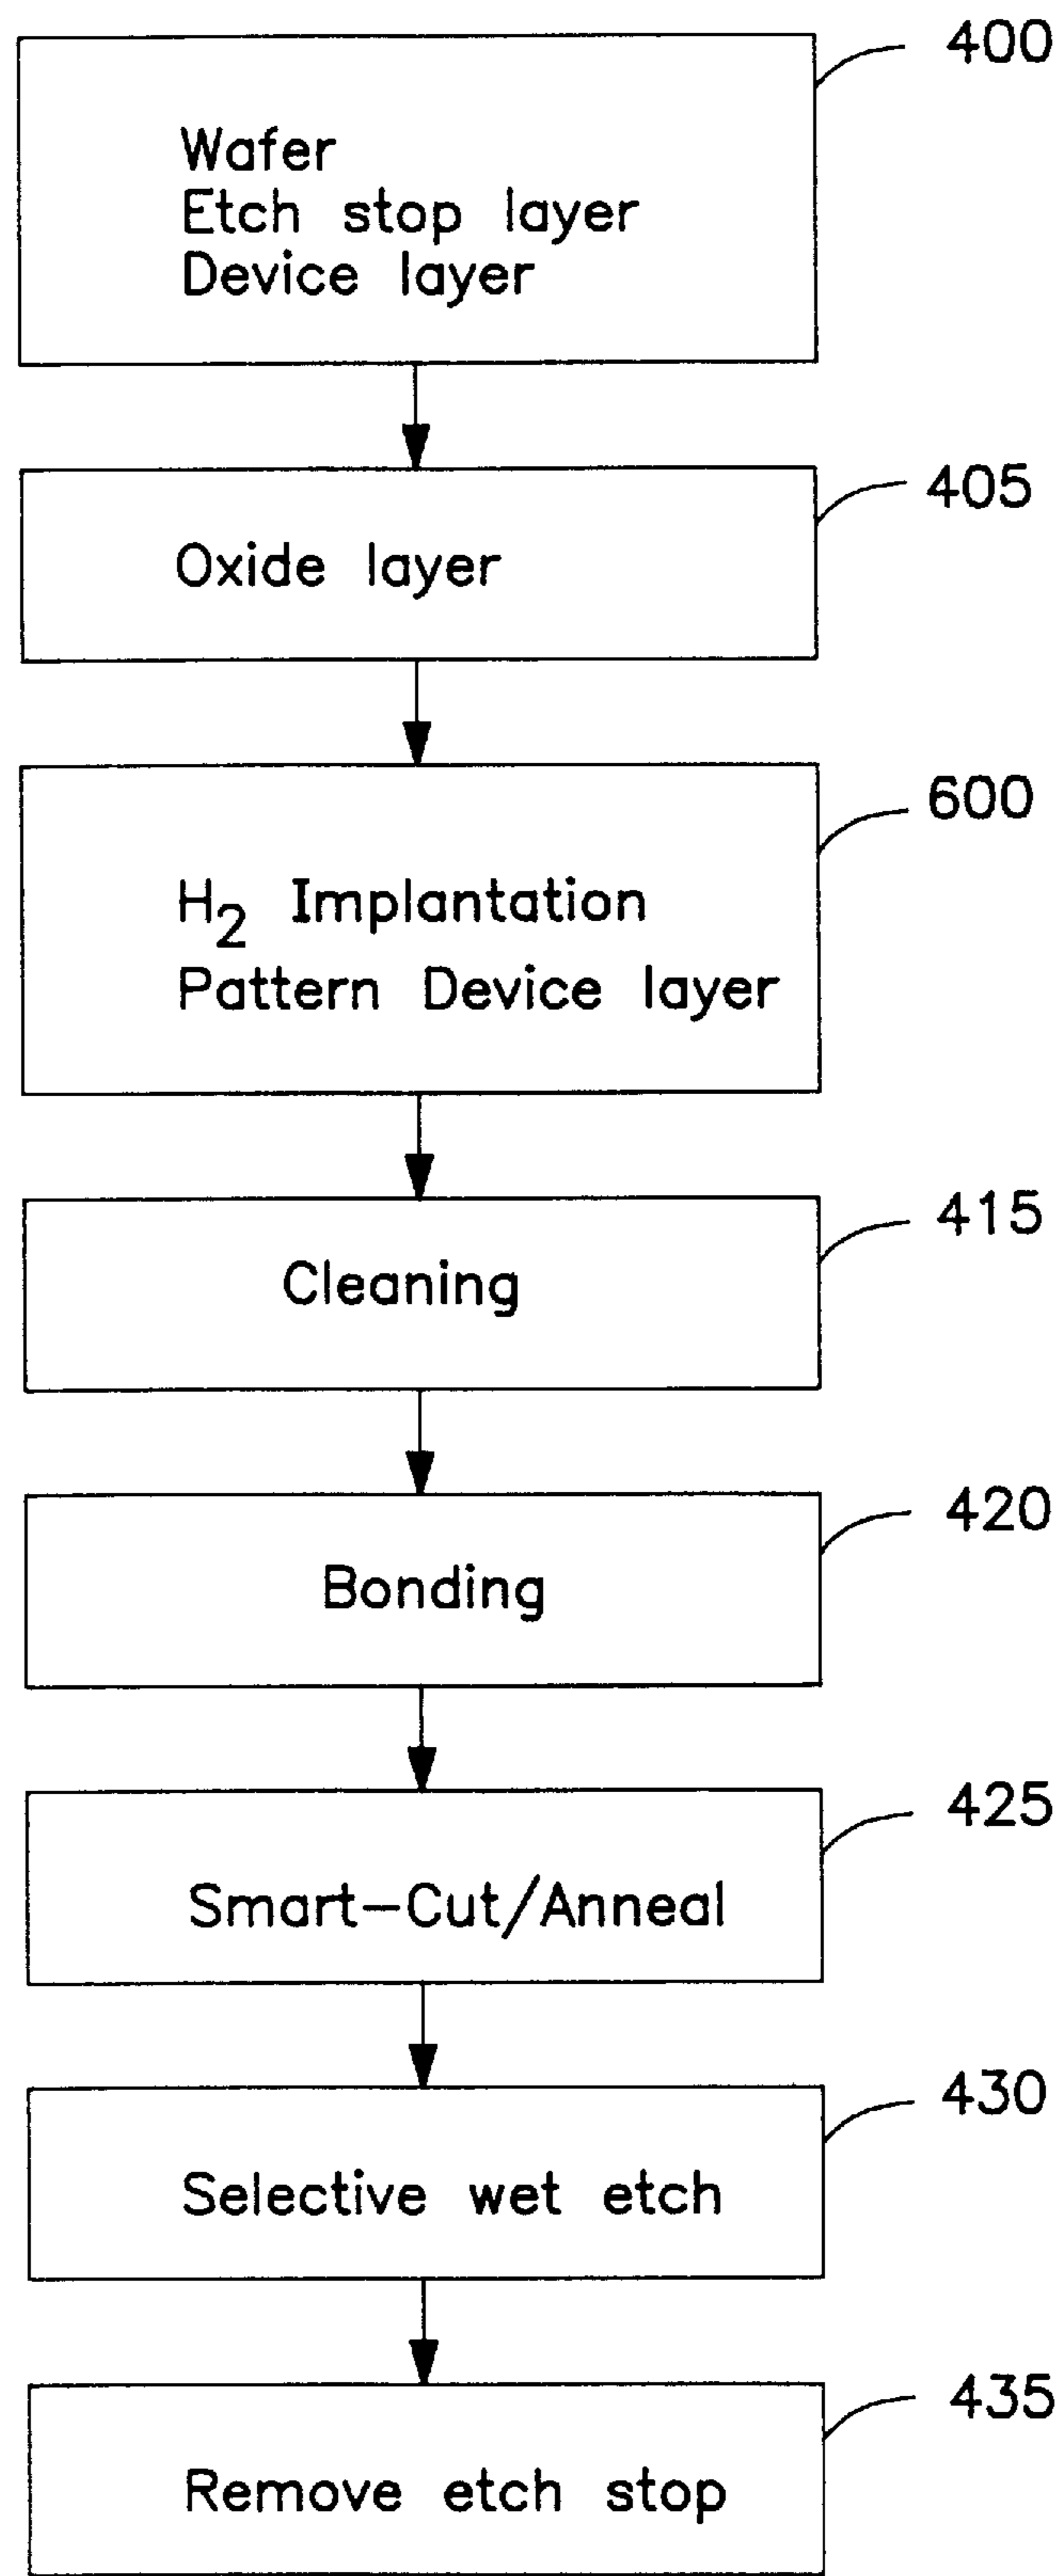 400
Wafer
Etch stop layer
Device layer
405
Oxide layer
600
H2 Implantation
Pattern Device layer
415
Cleaning
420
Bonding
425
Smart-Cut/Anneal
430
Selective wet etch
435
Remove etch stop